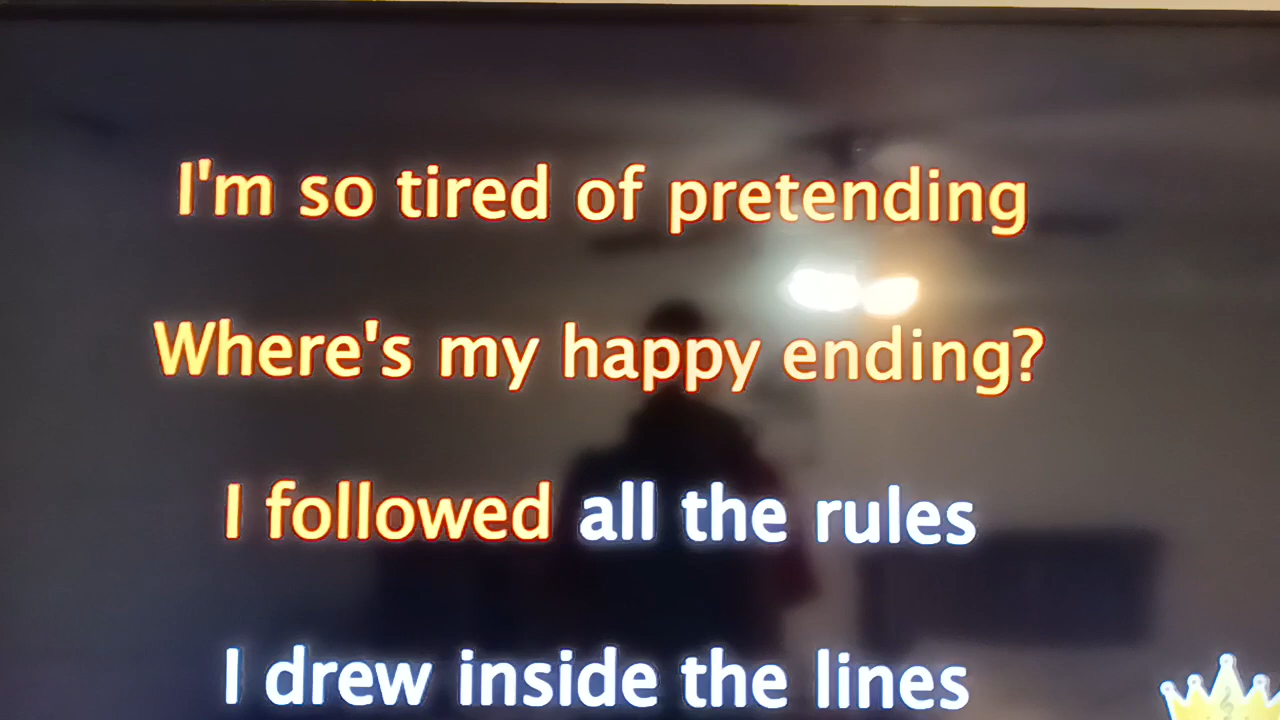 I'm so tired of pretending
Where's my happy ending?
I followed all the rules
I drew inside the lines